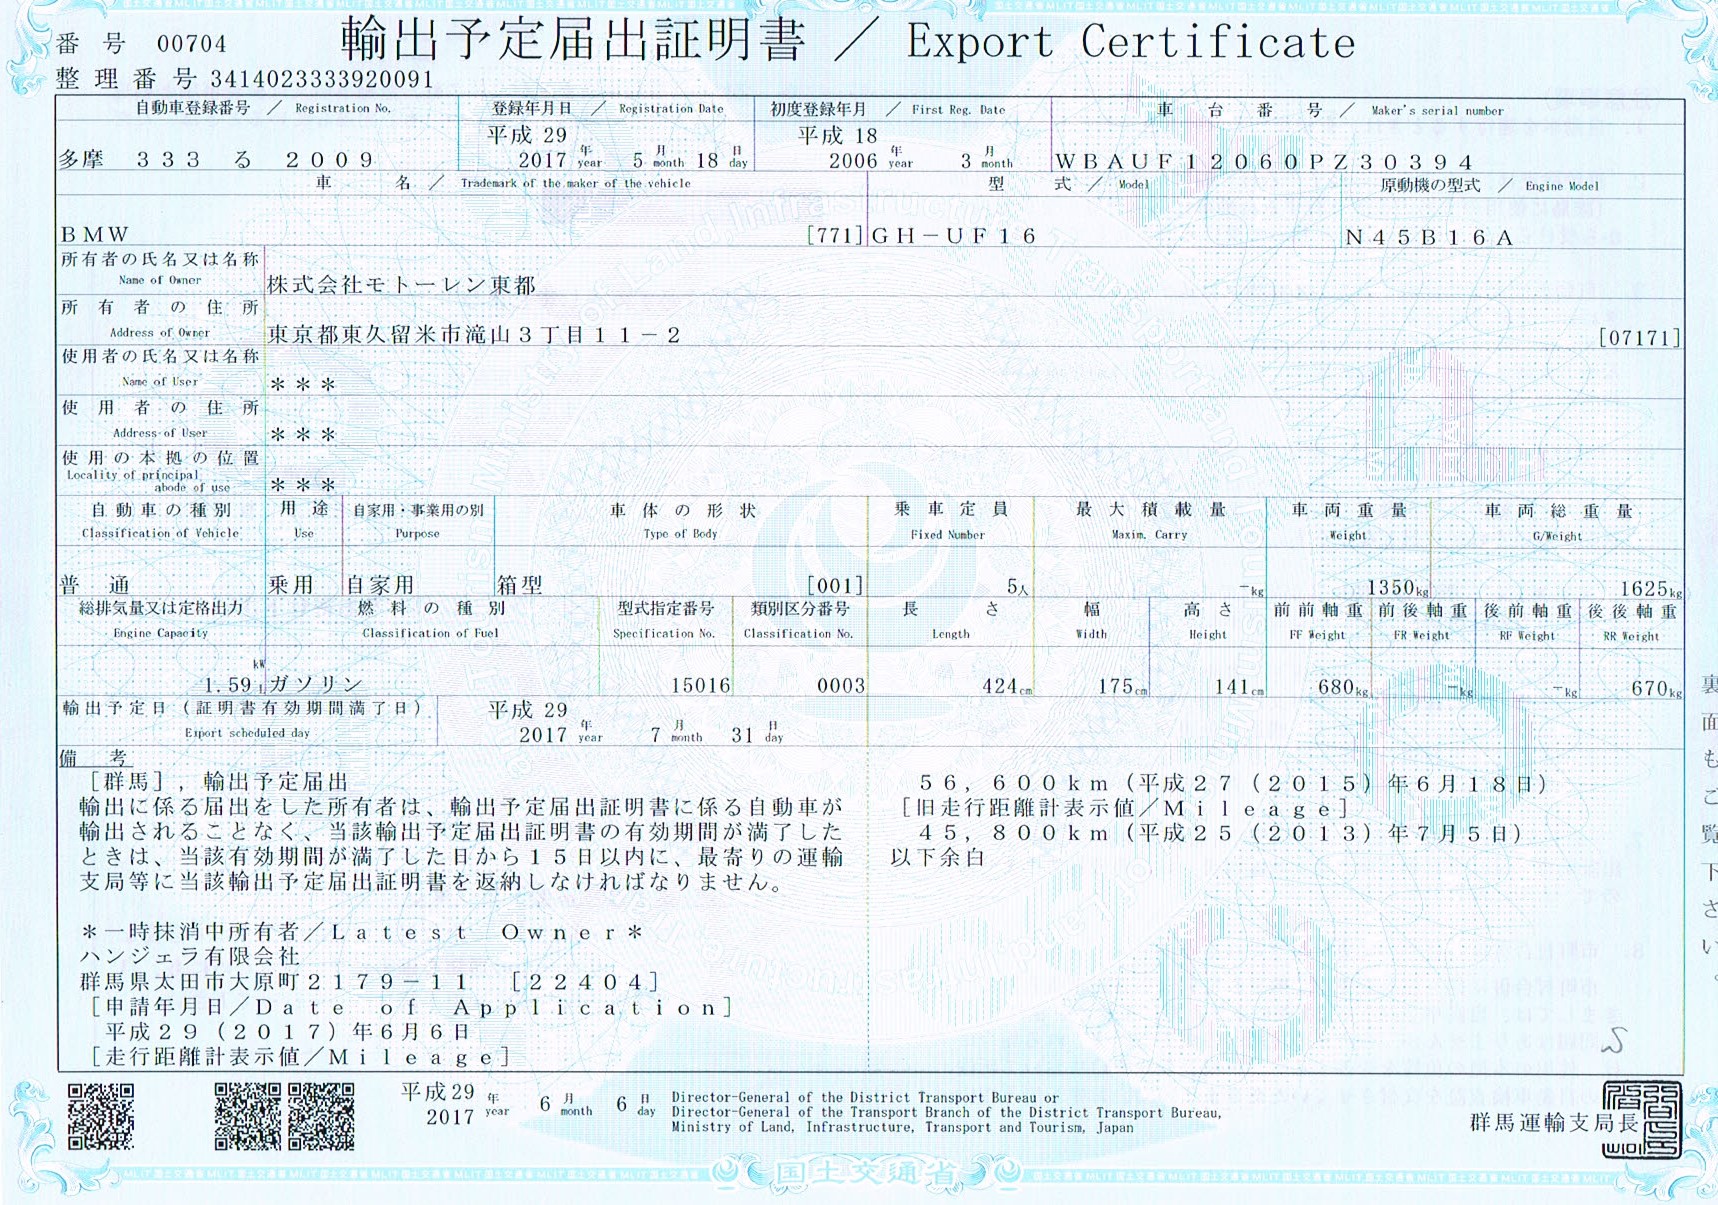 番 号 00704
輸出予定届出証明書 ／ Export Certificate
整 理 番 号 3414023333920091
自動車登録番号 ／ Registration No.
登録年月日 ／ Registration Date
初度登録年月 ／ First Reg. Date
車 台 番 号 ／ Maker's serial number
平成 29
平成 18
多摩 ３３３ る ２００９
2017 年 year 5 月 month 18 日 day
2006 年 year 3 月 month
ＷＢＡＵＦ１２０６０ＰＺ３０３９４
車 名 ／ Trademark of the maker of the vehicle
型 式 ／ Model
原動機の型式 ／ Engine Model
ＢＭＷ [771]
ＧＨ－ＵＦ１６
Ｎ４５Ｂ１６Ａ
所有者の氏名又は名称
Name of Owner
株式会社モトーレン東都
所 有 者 の 住 所
Address of Owner
東京都東久留米市滝山３丁目１１－２ [07171]
使用者の氏名又は名称
Name of User
＊＊＊
使 用 者 の 住 所
Address of User
＊＊＊
使用の本拠の位置
Locality of principal
abode of use
＊＊＊
自動車の種別 用 途 自家用・事業用の別 車 体 の 形 状 乗 車 定 員 最 大 積 載 量 車 両 重 量 車 両 総 重 量
Classification of Vehicle Use Purpose Type of Body Fixed Number Maxim. Carry Weight G/Weight
普 通 乗用 自家用 箱型 [001] 5人 －kg 1350kg 1625kg
総排気量又は定格出力 燃 料 の 種 別 型式指定番号 類別区分番号 長 さ 幅 高 さ 前前軸重 前後軸重 後前軸重 後後軸重
Engine Capacity Classification of Fuel Specification No. Classification No. Length Width Height FF Weight FR Weight RF Weight RR Weight
kW
1.59 L ガソリン 15016 0003 424cm 175cm 141cm 680kg －kg －kg 670kg
輸出予定日（証明書有効期間満了日）
Export scheduled day
平成 29
2017 年 year 7 月 month 31 日 day
備 考
［群馬］，輸出予定届出
輸出に係る届出をした所有者は、輸出予定届出証明書に係る自動車が
輸出されることなく、当該輸出予定届出証明書の有効期間が満了した
ときは、当該有効期間が満了した日から１５日以内に、最寄りの運輸
支局等に当該輸出予定届出証明書を返納しなければなりません。
＊一時抹消中所有者／Ｌａｔｅｓｔ Ｏｗｎｅｒ＊
ハンジェラ有限会社
群馬県太田市大原町２１７９－１１ ［２２４０４］
［申請年月日／Ｄａｔｅ ｏｆ Ａｐｐｌｉｃａｔｉｏｎ］
平成２９（２０１７）年６月６日
［走行距離計表示値／Ｍｉｌｅａｇｅ］
５６，６００ｋｍ（平成２７（２０１５）年６月１８日）
［旧走行距離計表示値／Ｍｉｌｅａｇｅ］
４５，８００ｋｍ（平成２５（２０１３）年７月５日）
以下余白
裏面もご覧下さい。
平成29
2017 年 year 6 月 month 6 日 day
Director-General of the District Transport Bureau or
Director-General of the Transport Branch of the District Transport Bureau,
Ministry of Land, Infrastructure, Transport and Tourism, Japan
群馬運輸支局長
国土交通省